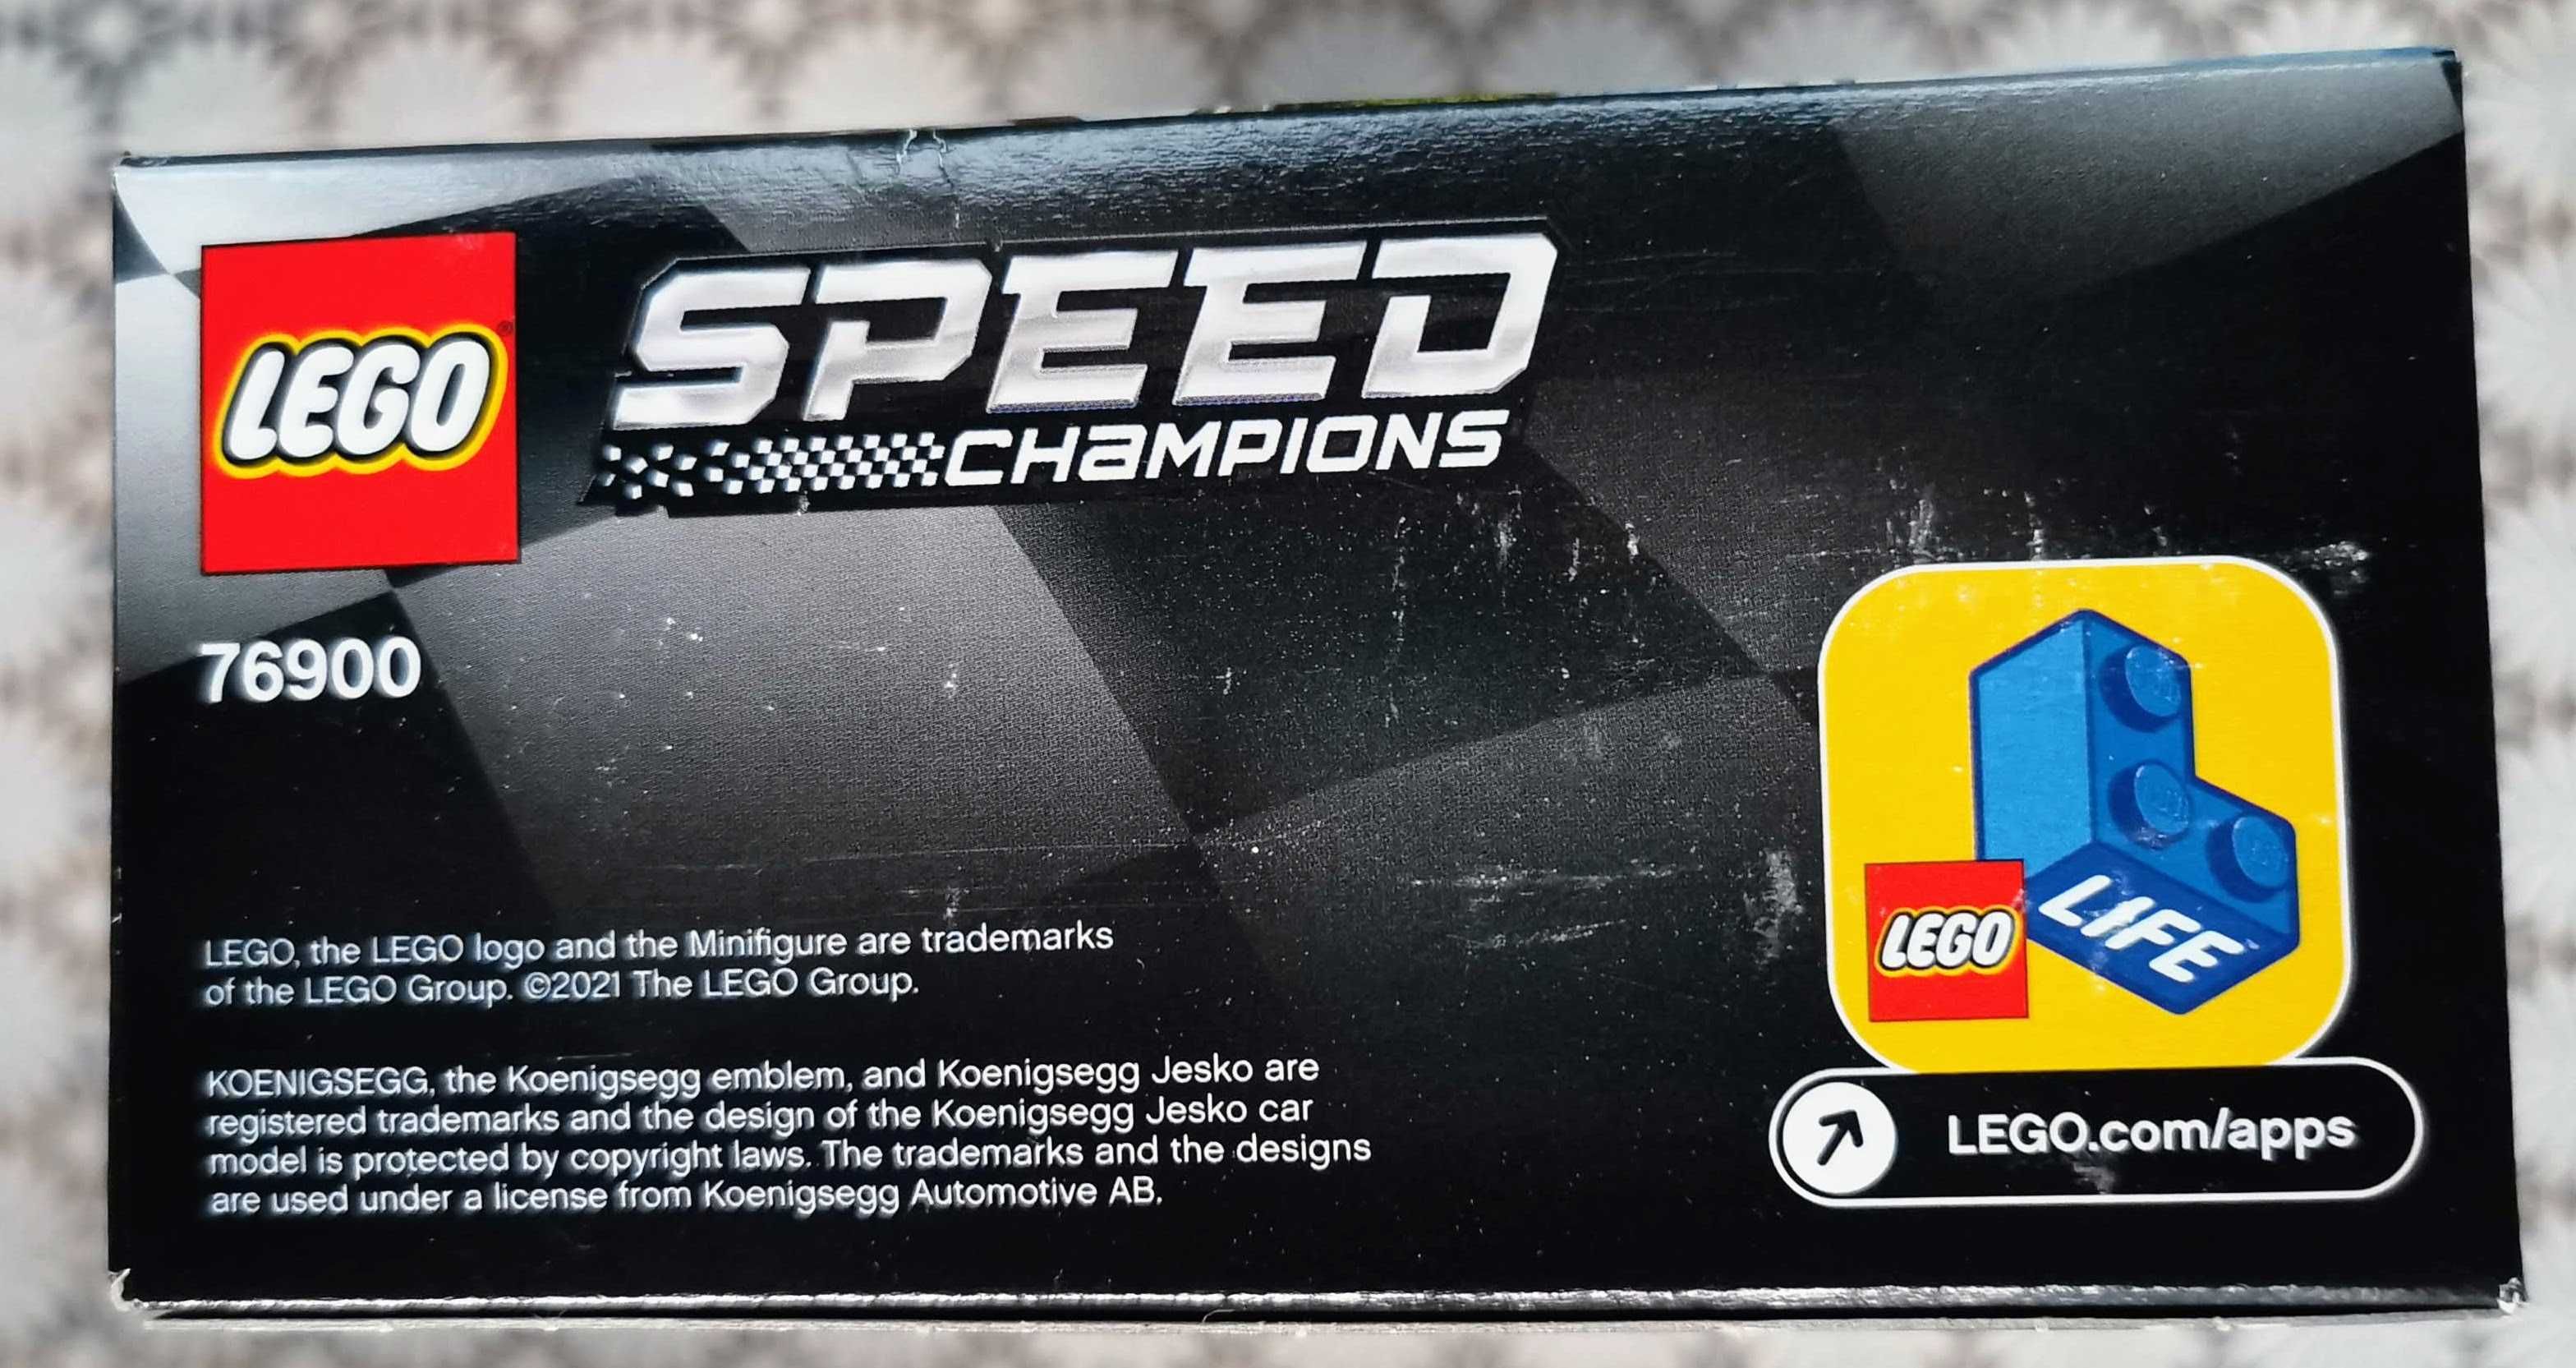 LEGO®
SPEED
CHAMPIONS
76900
LEGO, the LEGO logo and the Minifigure are trademarks
of the LEGO Group. ©2021 The LEGO Group.
KOENIGSEGG, the Koenigsegg emblem, and Koenigsegg Jesko are
registered trademarks and the design of the Koenigsegg Jesko car
model is protected by copyright laws. The trademarks and the designs
are used under a license from Koenigsegg Automotive AB.
LEGO
LIFE
LEGO.com/apps